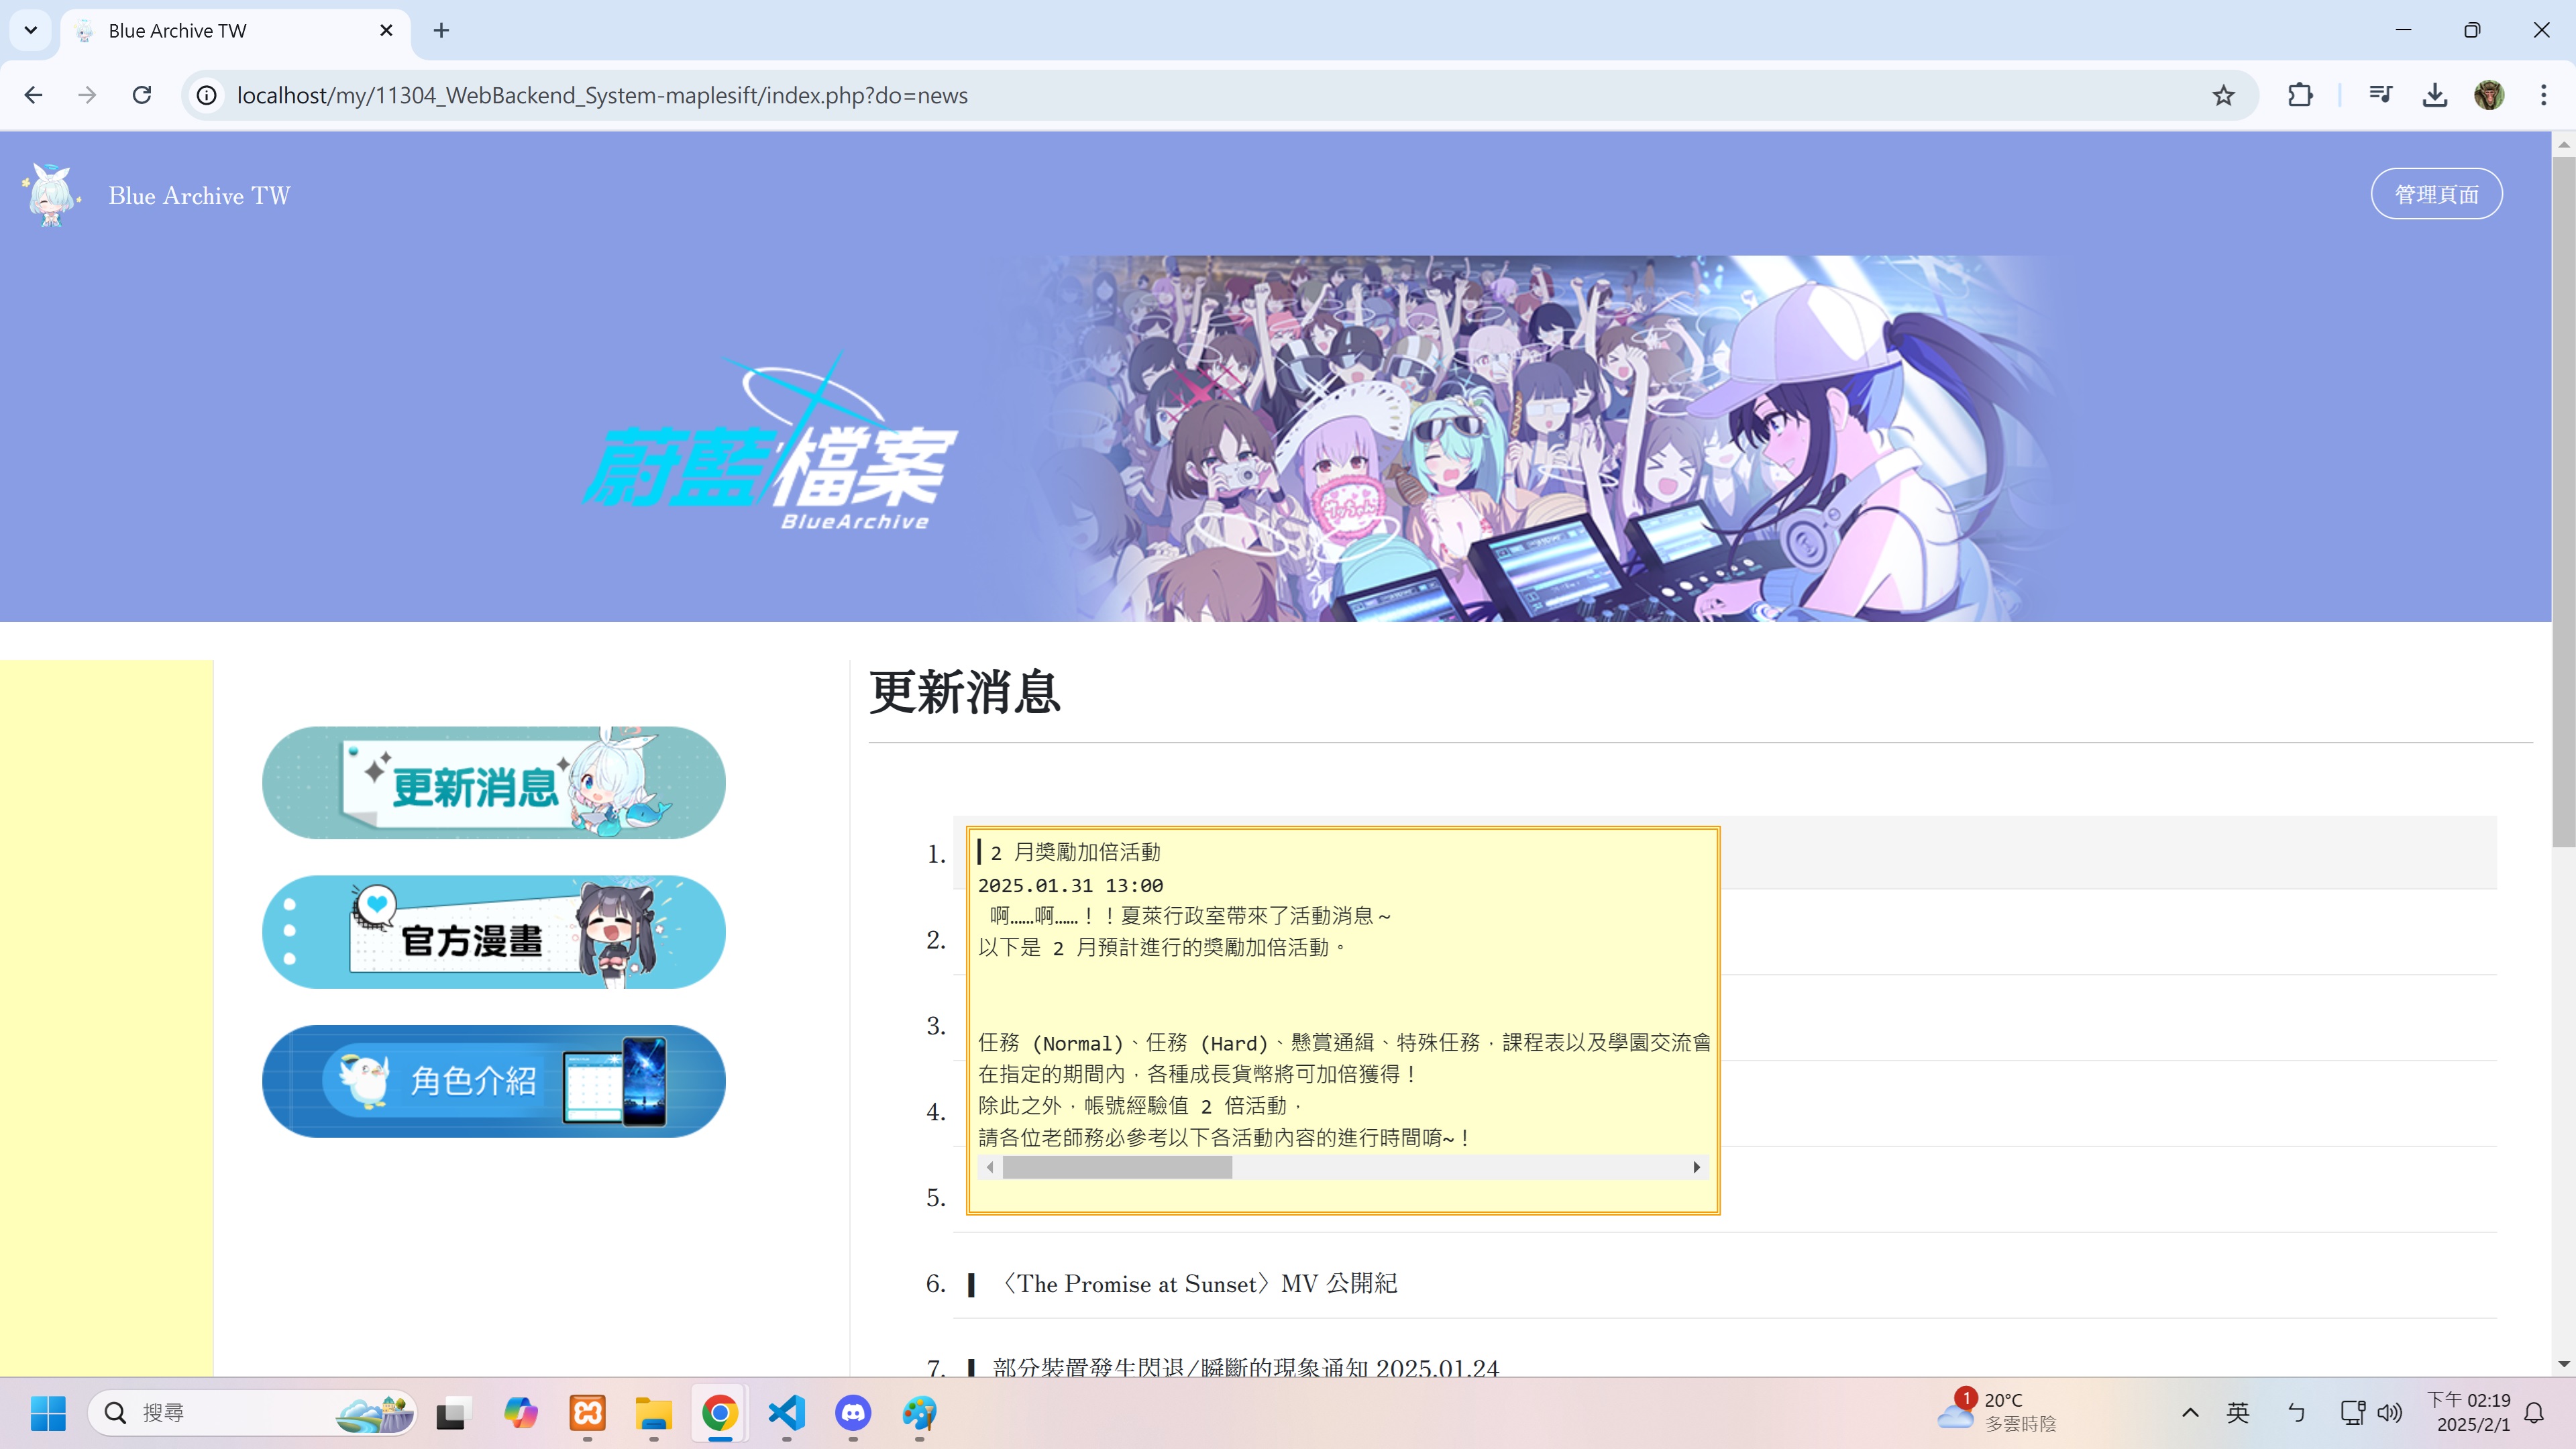 Blue Archive TW
localhost/my/11304_WebBackend_System-maplesift/index.php?do=news
Blue Archive TW
管理頁面
蔚藍檔案
BlueArchive
更新消息
更新消息
官方漫畫
角色介紹
1.
▎2 月獎勵加倍活動
2025.01.31 13:00
啊……啊……！！夏萊行政室帶來了活動消息～
以下是 2 月預計進行的獎勵加倍活動。
任務 (Normal)、任務 (Hard)、懸賞通緝、特殊任務，課程表以及學園交流會
在指定的期間內，各種成長貨幣將可加倍獲得！
除此之外，帳號經驗值 2 倍活動，
請各位老師務必參考以下各活動內容的進行時間唷~！
2.
3.
4.
5.
6. ▎〈The Promise at Sunset〉MV 公開紀
7. ▎部分裝置發生閃退/瞬斷的現象通知 2025.01.24
搜尋
1
20°C
多雲時陰
英
ㄅ
下午 02:19
2025/2/1